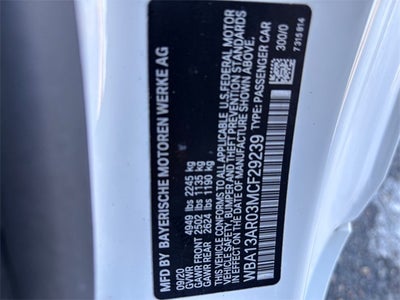 MFD BY BAYERISCHE MOTOREN WERKE AG
09/20
GVWR 4949 lbs 2245 kg
GAWR FRONT 2502 lbs 1135 kg
GAWR REAR 2624 lbs 1190 kg
THIS VEHICLE CONFORMS TO ALL APPLICABLE U.S. FEDERAL MOTOR
VEHICLE SAFETY, BUMPER, AND THEFT PREVENTION STANDARDS
IN EFFECT ON THE DATE OF MANUFACTURE SHOWN ABOVE.
WBA13AR03MCF29239 TYPE: PASSENGER CAR
300/0
7 315 814